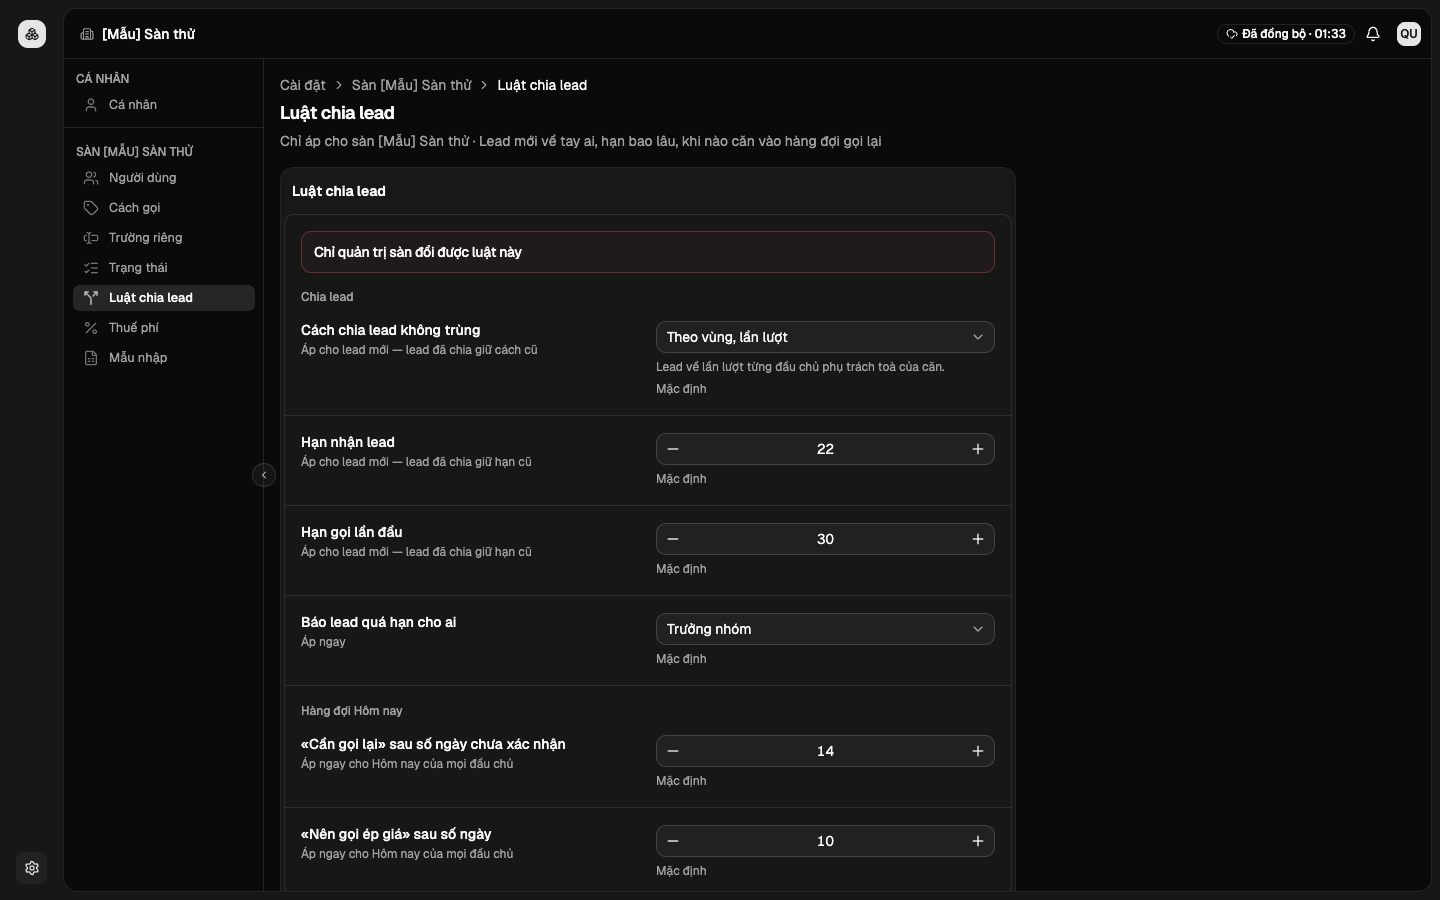 [Mẫu] Sàn thử
Đã đồng bộ · 01:33
QU
CÁ NHÂN
Cá nhân
SÀN [MẪU] SÀN THỬ
Người dùng
Cách gọi
Trường riêng
Trạng thái
Luật chia lead
Thuế phí
Mẫu nhập
Cài đặt > Sàn [Mẫu] Sàn thử > Luật chia lead
Luật chia lead
Chỉ áp cho sàn [Mẫu] Sàn thử · Lead mới về tay ai, hạn bao lâu, khi nào căn vào hàng đợi gọi lại
Luật chia lead
Chỉ quản trị sàn đổi được luật này
Chia lead
Cách chia lead không trùng
Áp cho lead mới — lead đã chia giữ cách cũ
Theo vùng, lần lượt
Lead về lần lượt từng đầu chủ phụ trách toà của căn.
Mặc định
Hạn nhận lead
Áp cho lead mới — lead đã chia giữ hạn cũ
22
Mặc định
Hạn gọi lần đầu
Áp cho lead mới — lead đã chia giữ hạn cũ
30
Mặc định
Báo lead quá hạn cho ai
Áp ngay
Trưởng nhóm
Mặc định
Hàng đợi Hôm nay
«Cần gọi lại» sau số ngày chưa xác nhận
Áp ngay cho Hôm nay của mọi đầu chủ
14
Mặc định
«Nên gọi ép giá» sau số ngày
Áp ngay cho Hôm nay của mọi đầu chủ
10
Mặc định